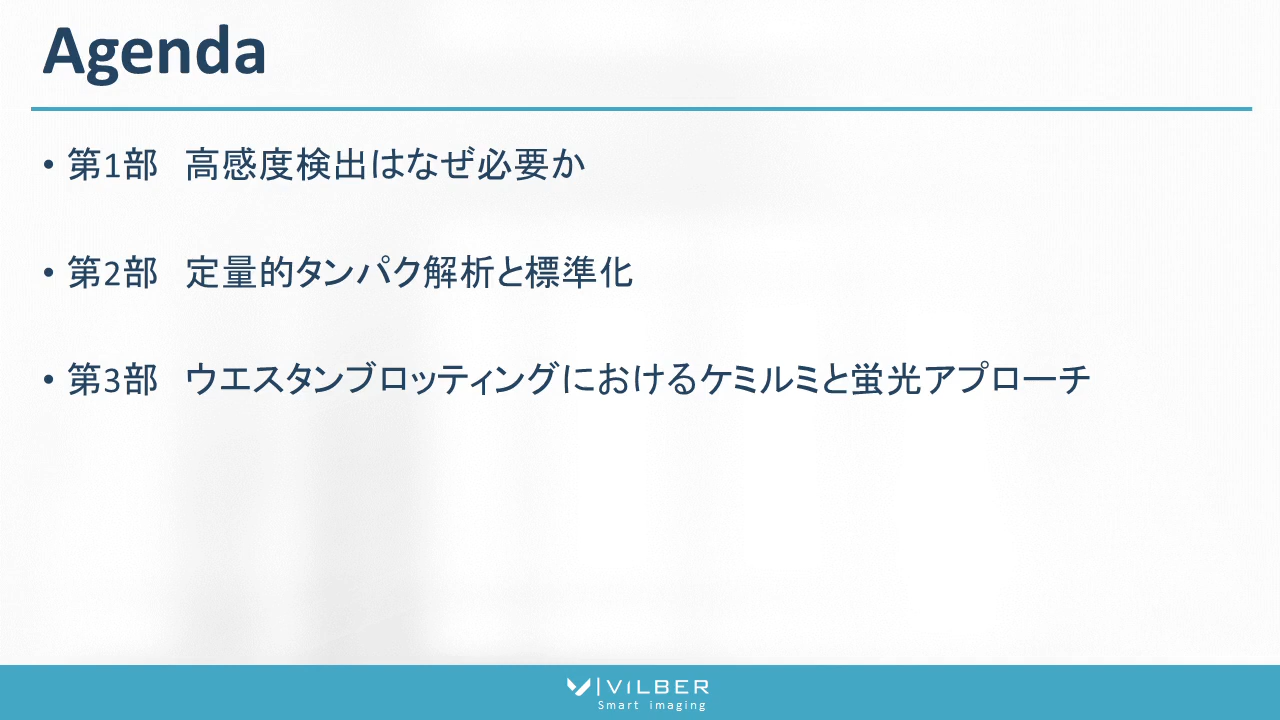 Agenda
• 第1部　高感度検出はなぜ必要か
• 第2部　定量的タンパク解析と標準化
• 第3部　ウエスタンブロッティングにおけるケミルミと蛍光アプローチ
VILBER
Smart imaging